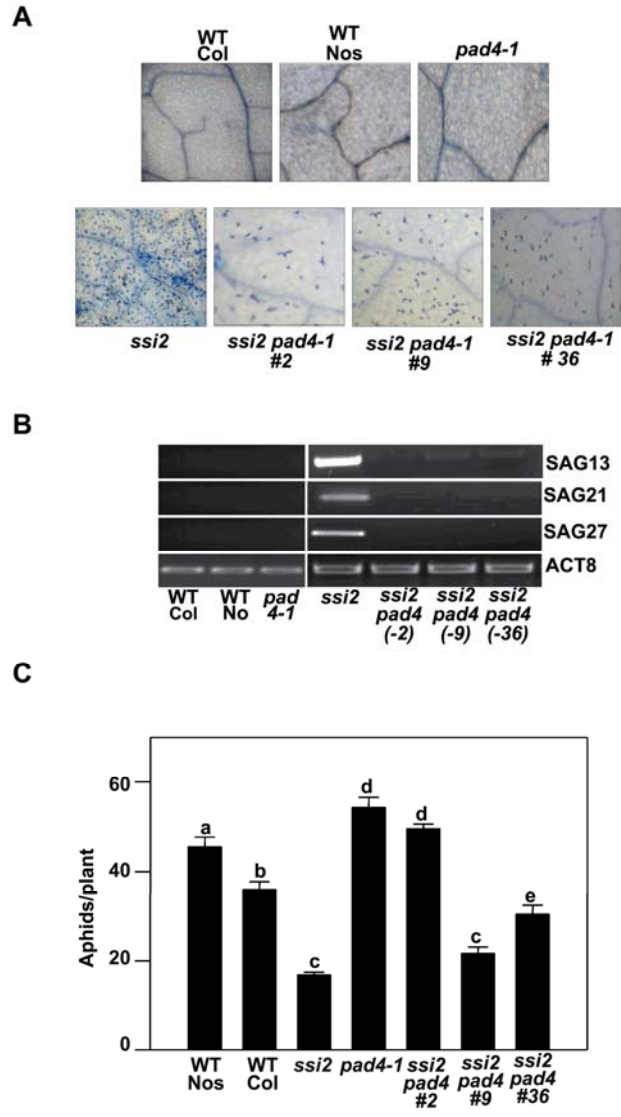 A
WT
Col
WT
Nos
pad4-1
ssi2
ssi2 pad4-1
#2
ssi2 pad4-1
#9
ssi2 pad4-1
# 36
B
SAG13
SAG21
SAG27
ACT8
WT
Col
WT
No
pad
4-1
ssi2
ssi2
pad4
(-2)
ssi2
pad4
(-9)
ssi2
pad4
(-36)
C
Aphids/plant
60
40
20
0
a
b
c
d
d
c
e
WT
Nos
WT
Col
ssi2
pad4-1
ssi2
pad4
#2
ssi2
pad4
#9
ssi2
pad4
#36